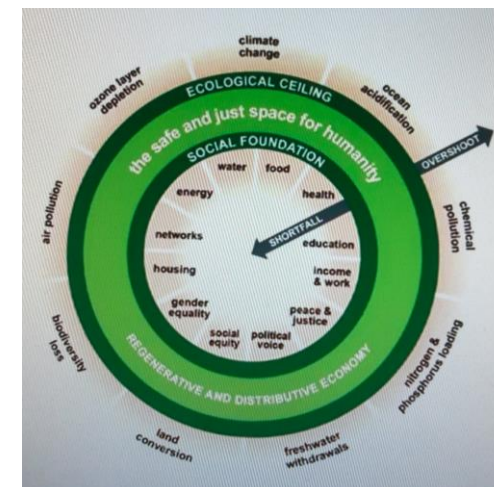 climate
change
ocean
acidification
chemical
pollution
nitrogen &
phosphorus loading
freshwater
withdrawals
land
conversion
biodiversity
loss
air pollution
ozone layer
depletion
ECOLOGICAL CEILING
the safe and just space for humanity
SOCIAL FOUNDATION
OVERSHOOT
SHORTFALL
water
food
health
education
income
& work
peace &
justice
political
voice
social
equity
gender
equality
housing
networks
energy
REGENERATIVE AND DISTRIBUTIVE ECONOMY